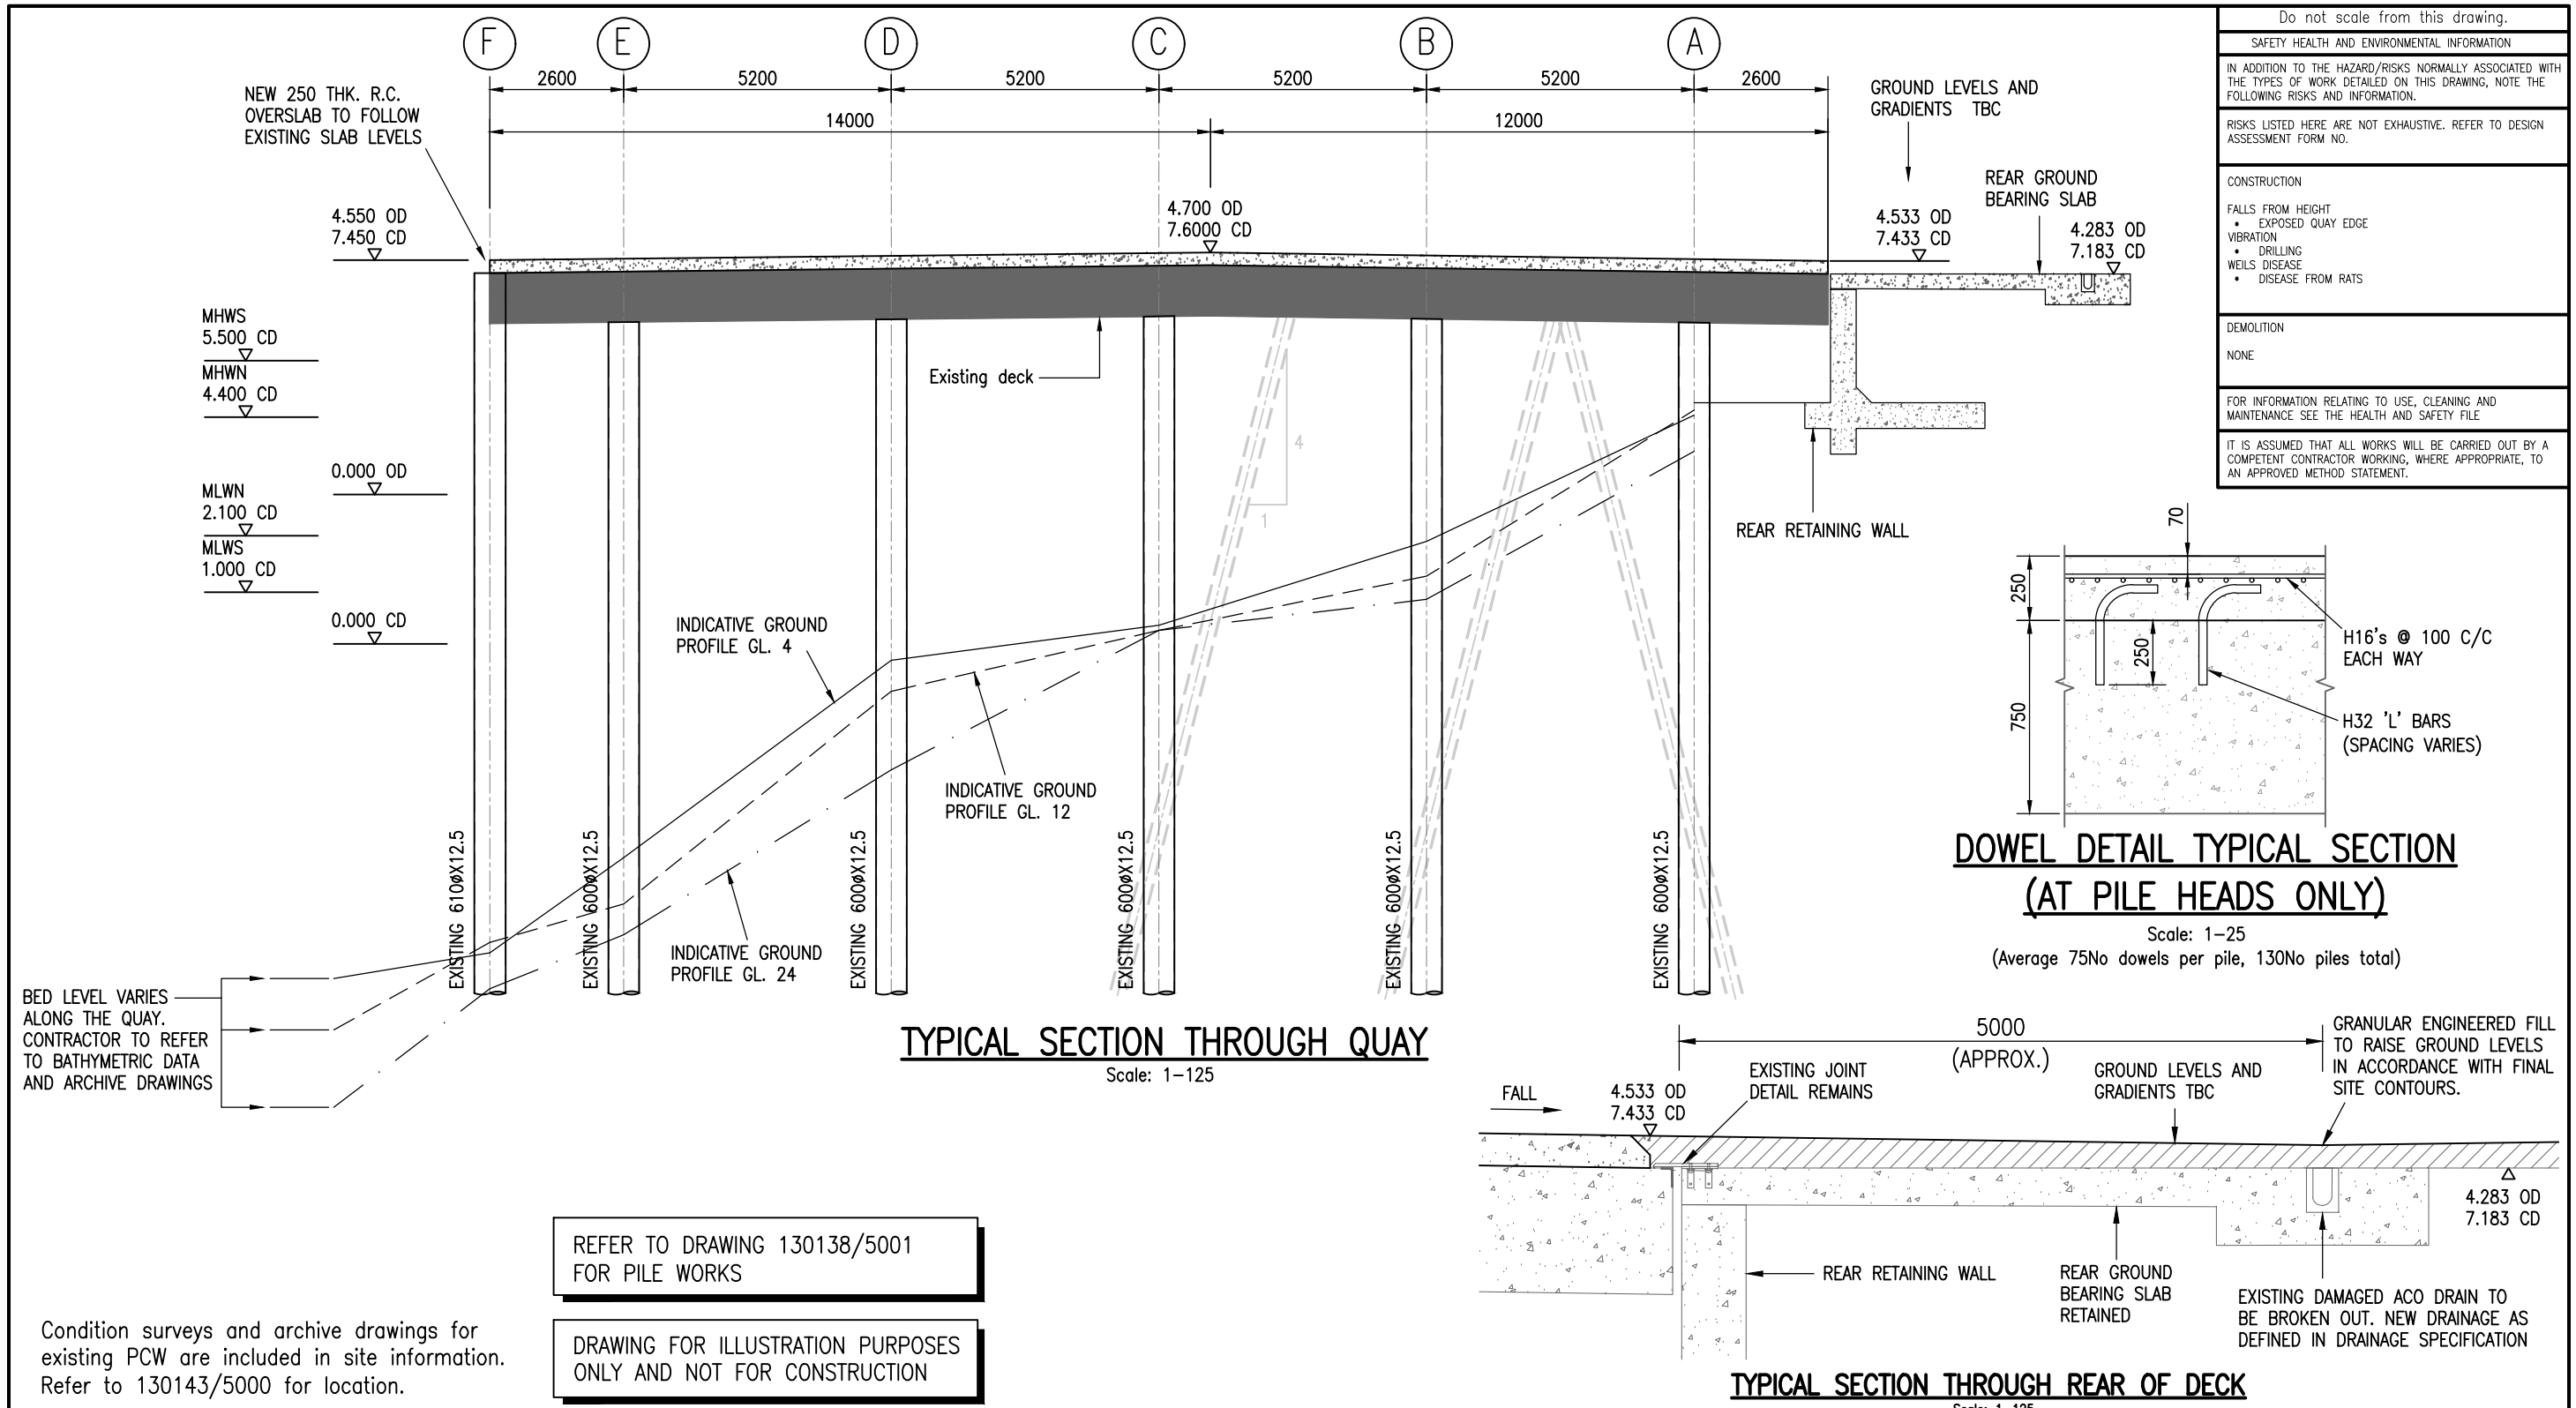 F
E
D
C
B
A
2600
5200
5200
5200
5200
2600
14000
12000
NEW 250 THK. R.C.
OVERSLAB TO FOLLOW
EXISTING SLAB LEVELS
GROUND LEVELS AND
GRADIENTS TBC
REAR GROUND
BEARING SLAB
4.550 OD
7.450 CD
4.700 OD
7.6000 CD
4.533 OD
7.433 CD
4.283 OD
7.183 CD
MHWS
5.500 CD
MHWN
4.400 CD
0.000 OD
MLWN
2.100 CD
MLWS
1.000 CD
0.000 CD
Existing deck
4
1
REAR RETAINING WALL
INDICATIVE GROUND
PROFILE GL. 4
INDICATIVE GROUND
PROFILE GL. 12
INDICATIVE GROUND
PROFILE GL. 24
EXISTING 610øX12.5
EXISTING 600øX12.5
EXISTING 600øX12.5
EXISTING 600øX12.5
EXISTING 600øX12.5
EXISTING 600øX12.5
BED LEVEL VARIES
ALONG THE QUAY.
CONTRACTOR TO REFER
TO BATHYMETRIC DATA
AND ARCHIVE DRAWINGS
TYPICAL SECTION THROUGH QUAY
Scale: 1-125
Do not scale from this drawing.
SAFETY HEALTH AND ENVIRONMENTAL INFORMATION
IN ADDITION TO THE HAZARD/RISKS NORMALLY ASSOCIATED WITH
THE TYPES OF WORK DETAILED ON THIS DRAWING, NOTE THE
FOLLOWING RISKS AND INFORMATION.
RISKS LISTED HERE ARE NOT EXHAUSTIVE. REFER TO DESIGN
ASSESSMENT FORM NO.
CONSTRUCTION
FALLS FROM HEIGHT
• EXPOSED QUAY EDGE
VIBRATION
• DRILLING
WEILS DISEASE
• DISEASE FROM RATS
DEMOLITION
NONE
FOR INFORMATION RELATING TO USE, CLEANING AND
MAINTENANCE SEE THE HEALTH AND SAFETY FILE
IT IS ASSUMED THAT ALL WORKS WILL BE CARRIED OUT BY A
COMPETENT CONTRACTOR WORKING, WHERE APPROPRIATE, TO
AN APPROVED METHOD STATEMENT.
70
250
250
750
H16's @ 100 C/C
EACH WAY
H32 'L' BARS
(SPACING VARIES)
DOWEL DETAIL TYPICAL SECTION
(AT PILE HEADS ONLY)
Scale: 1-25
(Average 75No dowels per pile, 130No piles total)
5000
(APPROX.)
GRANULAR ENGINEERED FILL
TO RAISE GROUND LEVELS
IN ACCORDANCE WITH FINAL
SITE CONTOURS.
FALL
4.533 OD
7.433 CD
EXISTING JOINT
DETAIL REMAINS
GROUND LEVELS AND
GRADIENTS TBC
4.283 OD
7.183 CD
REAR RETAINING WALL
REAR GROUND
BEARING SLAB
RETAINED
EXISTING DAMAGED ACO DRAIN TO
BE BROKEN OUT. NEW DRAINAGE AS
DEFINED IN DRAINAGE SPECIFICATION
TYPICAL SECTION THROUGH REAR OF DECK
Scale: 1-125
REFER TO DRAWING 130138/5001
FOR PILE WORKS
DRAWING FOR ILLUSTRATION PURPOSES
ONLY AND NOT FOR CONSTRUCTION
Condition surveys and archive drawings for
existing PCW are included in site information.
Refer to 130143/5000 for location.